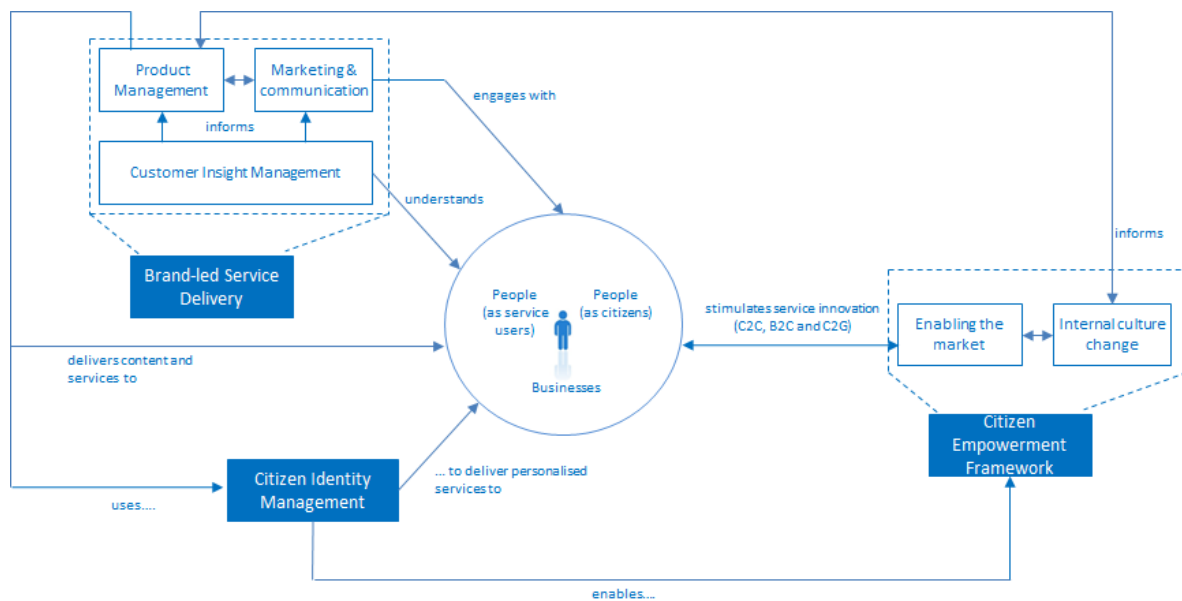 Product
Management
Marketing &
communication
engages with
informs
Customer Insight Management
understands
informs
Brand-led Service
Delivery
People
(as service
users)
People
(as citizens)
Businesses
stimulates service innovation
(C2C, B2C and C2G)
Enabling the
market
Internal culture
change
delivers content and
services to
Citizen
Empowerment
Framework
Citizen Identity
Management
... to deliver personalised
services to
uses....
enables....